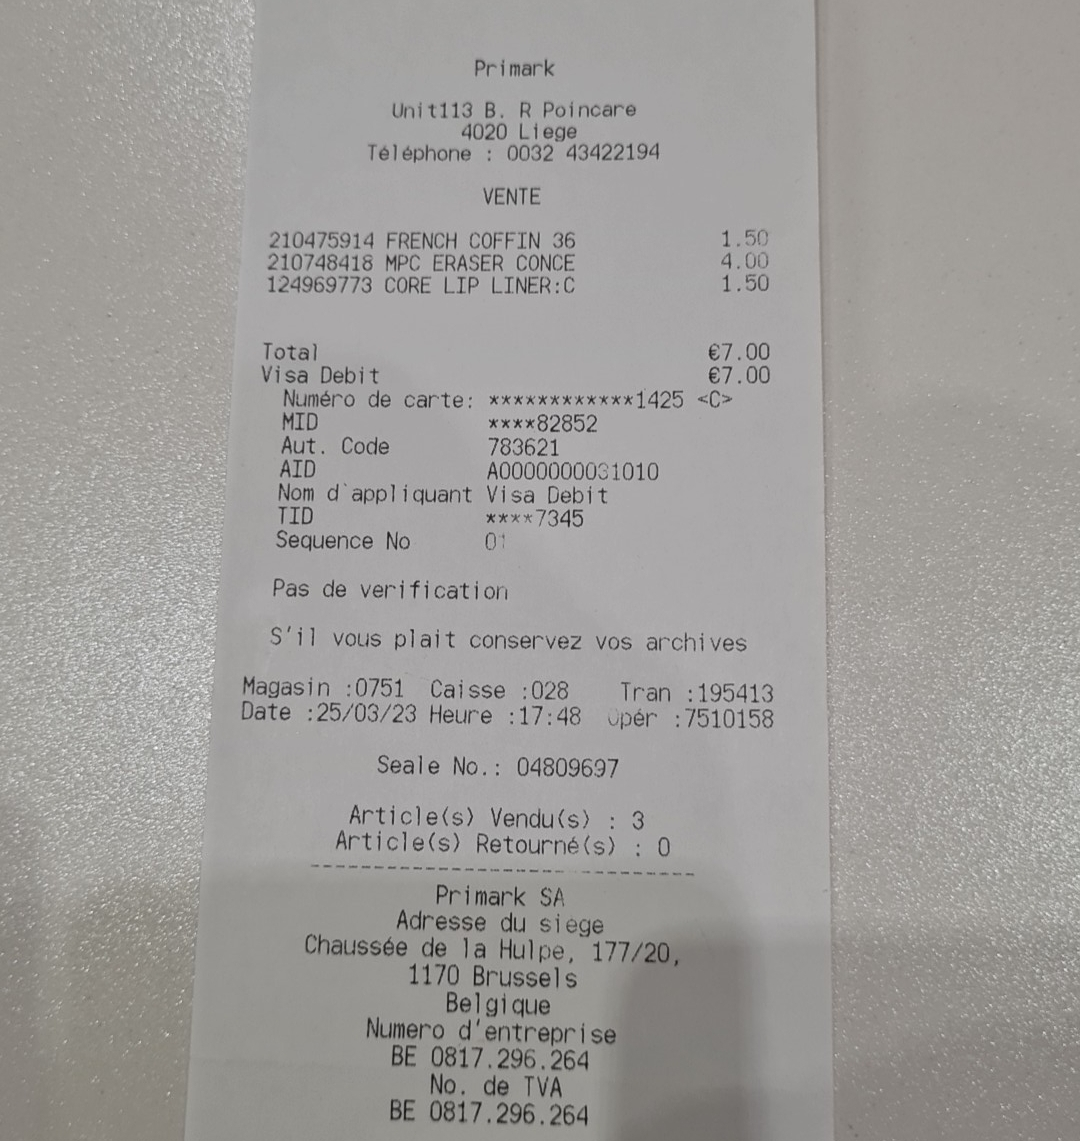 Primark
Unit113 B. R Poincare
4020 Liege
Téléphone : 0032 43422194
VENTE
210475914 FRENCH COFFIN 36 1.50
210748418 MPC ERASER CONCE 4.00
124969773 CORE LIP LINER:C 1.50
Total €7.00
Visa Debit €7.00
Numéro de carte: ************1425 <C>
MID ****82852
Aut. Code 783621
AID A0000000031010
Nom d`appliquant Visa Debit
TID ****7345
Sequence No 01
Pas de verification
S'il vous plait conservez vos archives
Magasin :0751 Caisse :028 Tran :195413
Date :25/03/23 Heure :17:48 Opér :7510158
Seale No.: 04809697
Article(s) Vendu(s) : 3
Article(s) Retourné(s) : 0
--------------------------------------
Primark SA
Adresse du siège
Chaussée de la Hulpe, 177/20,
1170 Brussels
Belgique
Numero d'entreprise
BE 0817.296.264
No. de TVA
BE 0817.296.264